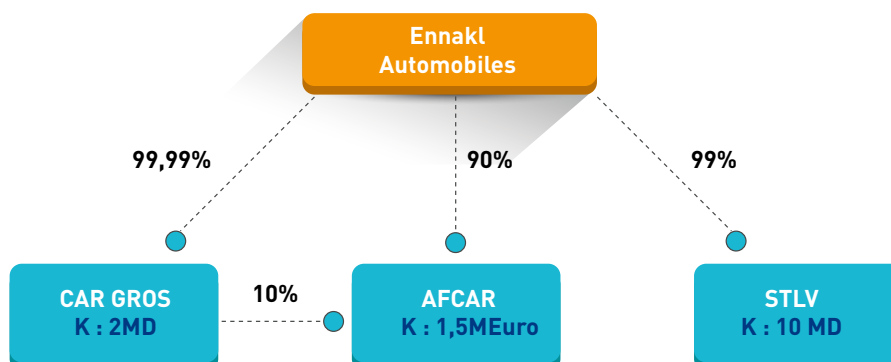 Ennakl
Automobiles
99,99%
90%
99%
CAR GROS
K : 2MD
10%
AFCAR
K : 1,5MEuro
STLV
K : 10 MD